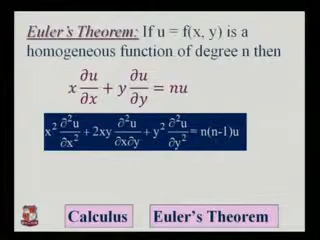 Euler's Theorem: If u = f(x, y) is a
homogeneous function of degree n then
x ∂u/∂x + y ∂u/∂y = nu
x² ∂²u/∂x² + 2xy ∂²u/∂x∂y + y² ∂²u/∂y² = n(n-1)u
Calculus
Euler's Theorem